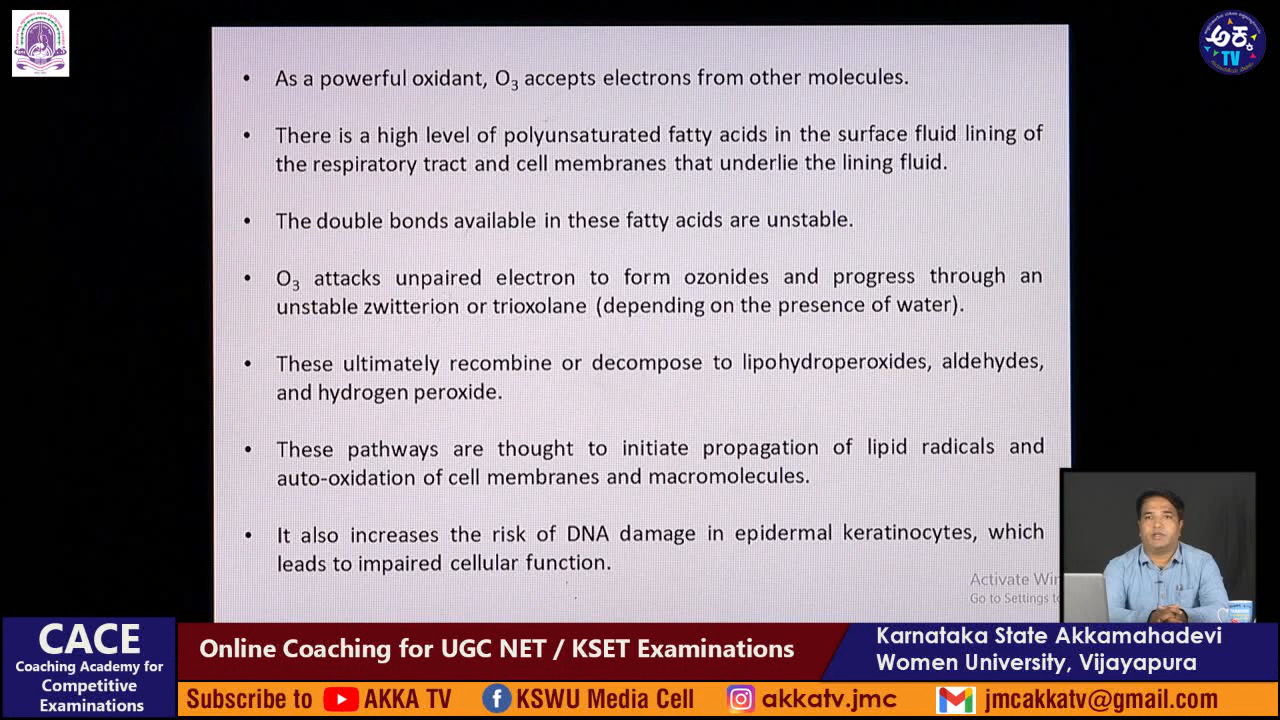 • As a powerful oxidant, O3 accepts electrons from other molecules.
• There is a high level of polyunsaturated fatty acids in the surface fluid lining of
the respiratory tract and cell membranes that underlie the lining fluid.
• The double bonds available in these fatty acids are unstable.
• O3 attacks unpaired electron to form ozonides and progress through an
unstable zwitterion or trioxolane (depending on the presence of water).
• These ultimately recombine or decompose to lipohydroperoxides, aldehydes,
and hydrogen peroxide.
• These pathways are thought to initiate propagation of lipid radicals and
auto-oxidation of cell membranes and macromolecules.
• It also increases the risk of DNA damage in epidermal keratinocytes, which
leads to impaired cellular function.
Activate Win
Go to Settings t
ಅಕ್ಕ
TV
CACE
Coaching Academy for
Competitive
Examinations
Online Coaching for UGC NET / KSET Examinations
Karnataka State Akkamahadevi
Women University, Vijayapura
Subscribe to AKKA TV KSWU Media Cell akkatv.jmc jmcakkatv@gmail.com